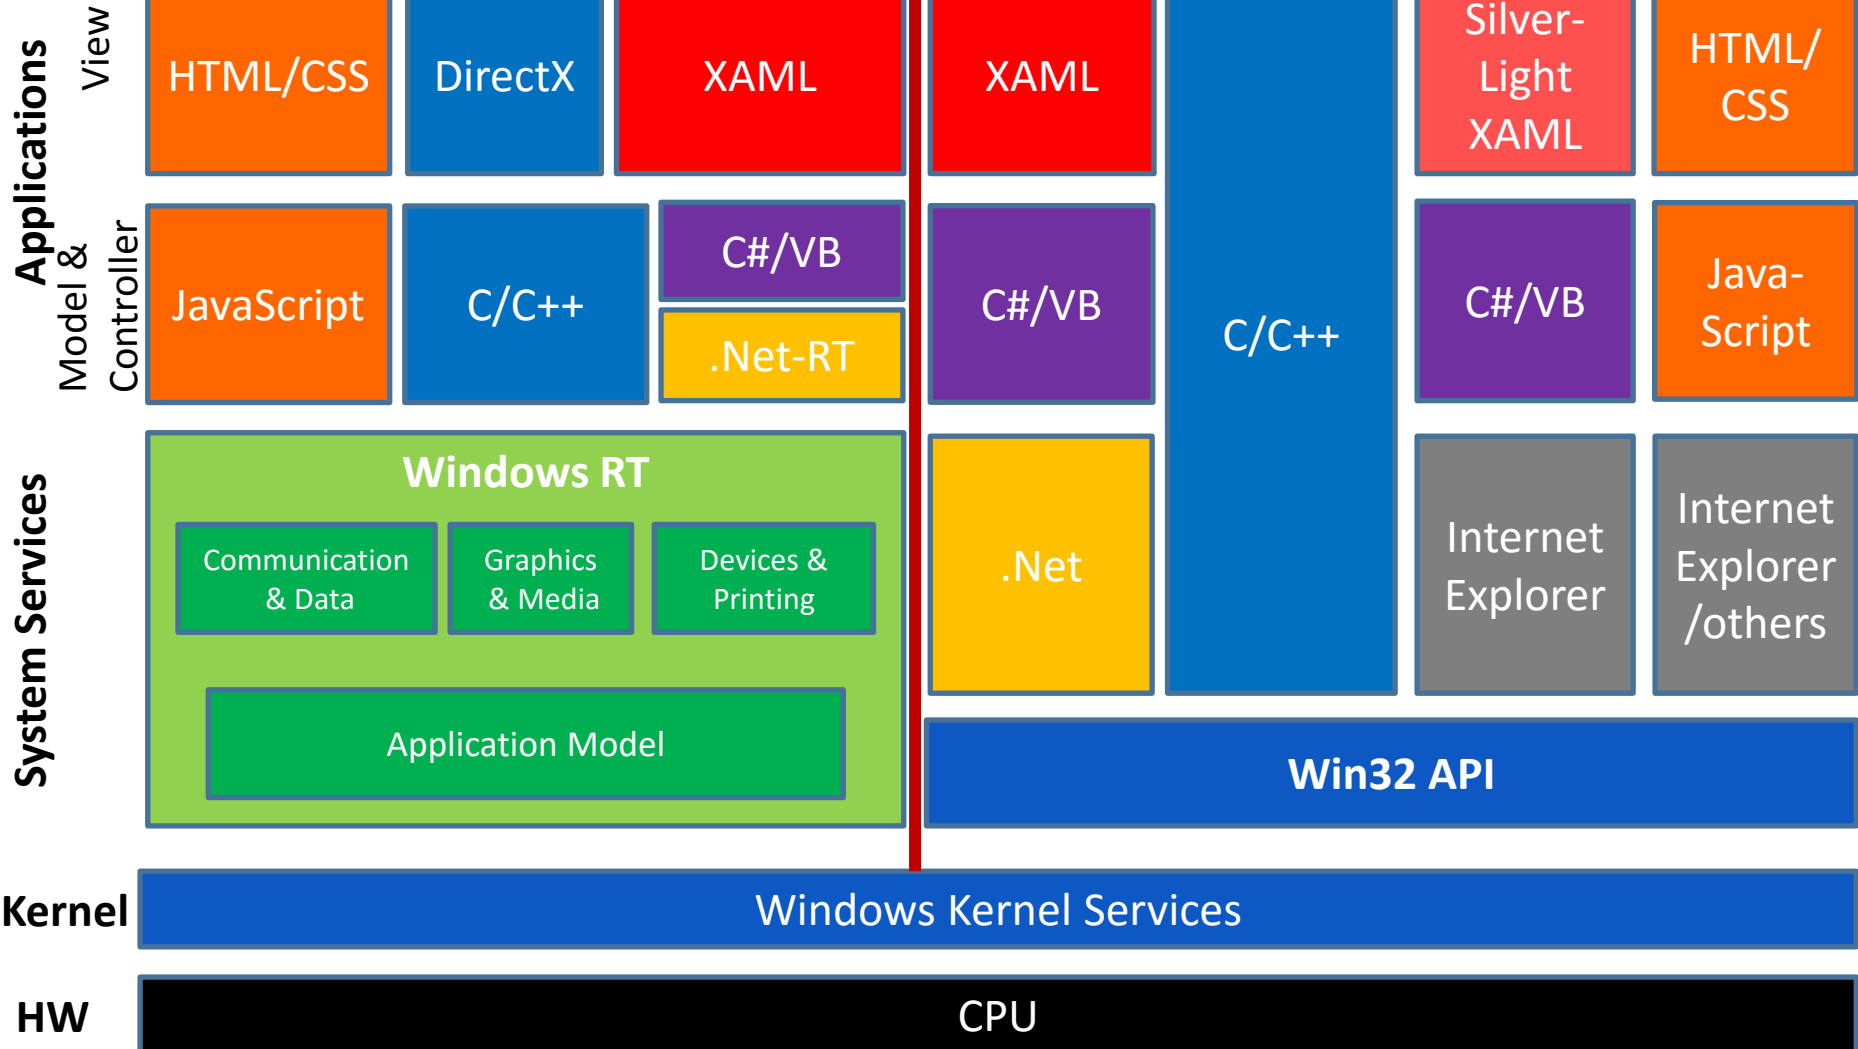 Applications
View
HTML/CSS
DirectX
XAML
XAML
Silver-
Light
XAML
HTML/
CSS
Model &
Controller
JavaScript
C/C++
C#/VB
.Net-RT
C#/VB
C/C++
C#/VB
Java-
Script
System Services
Windows RT
Communication
& Data
Graphics
& Media
Devices &
Printing
Application Model
.Net
Internet
Explorer
Internet
Explorer
/others
Win32 API
Kernel
Windows Kernel Services
HW
CPU